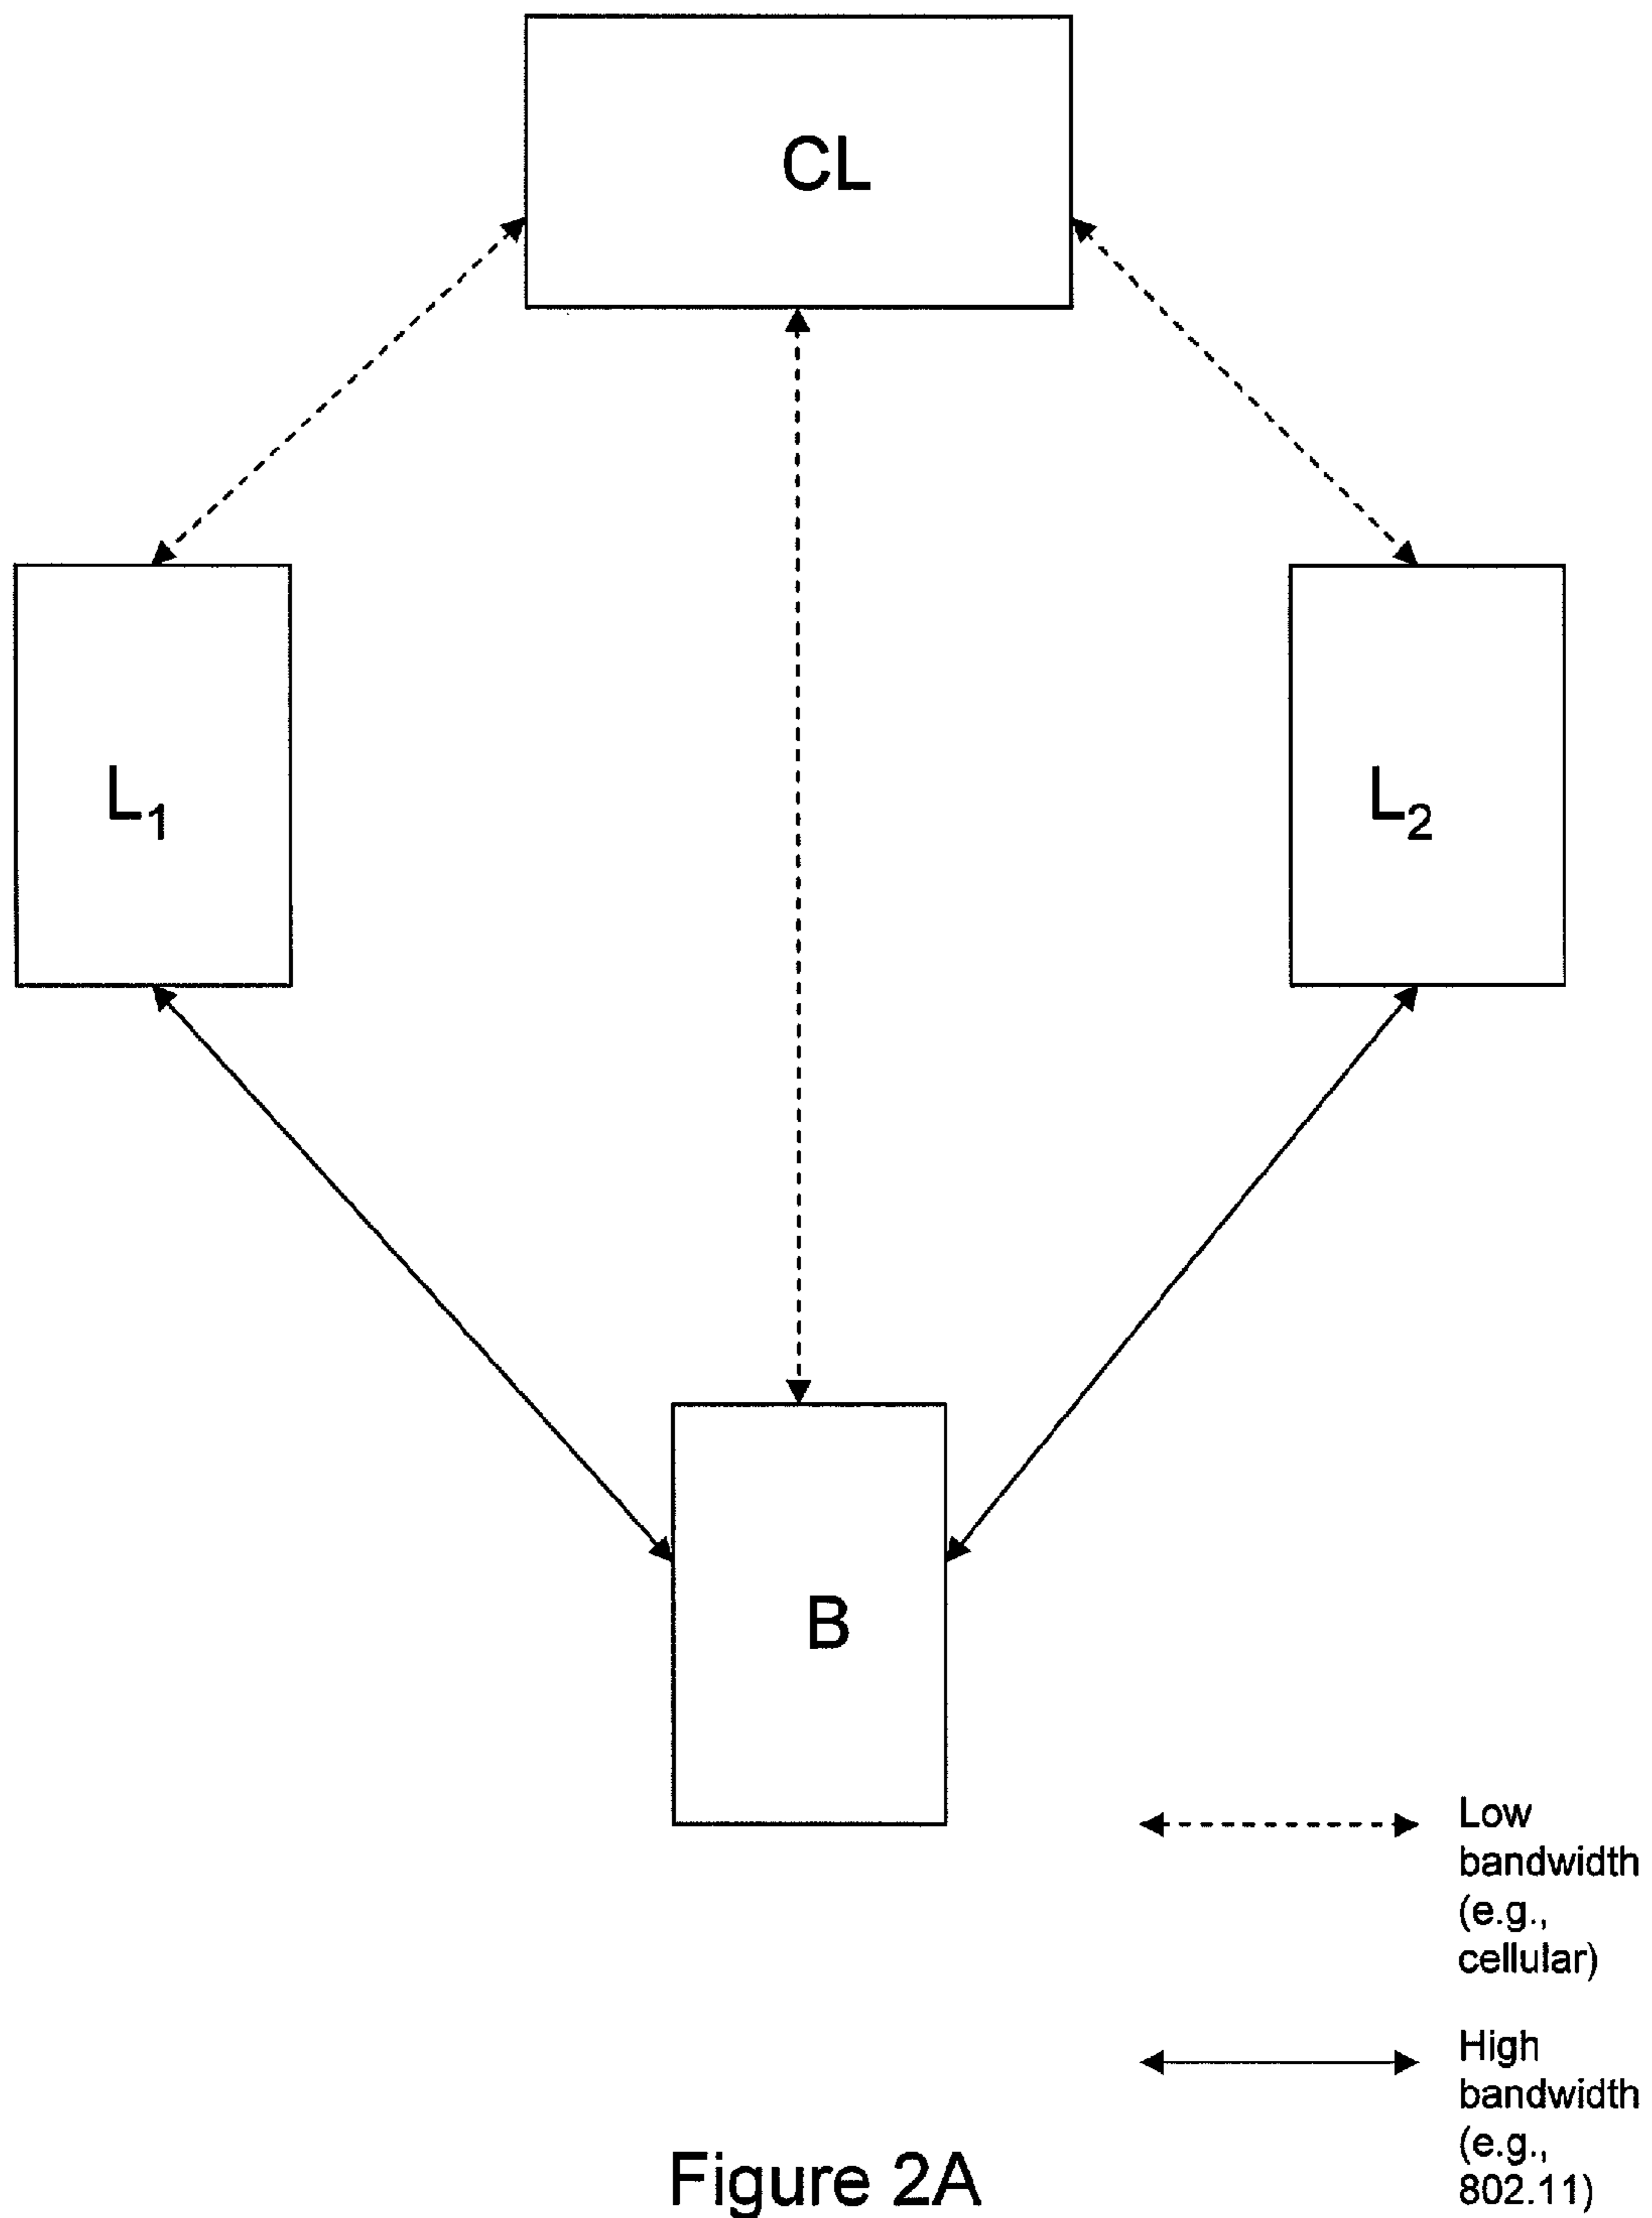 CL
L₁
L₂
B
Low
bandwidth
(e.g.,
cellular)
High
bandwidth
(e.g.,
802.11)
Figure 2A